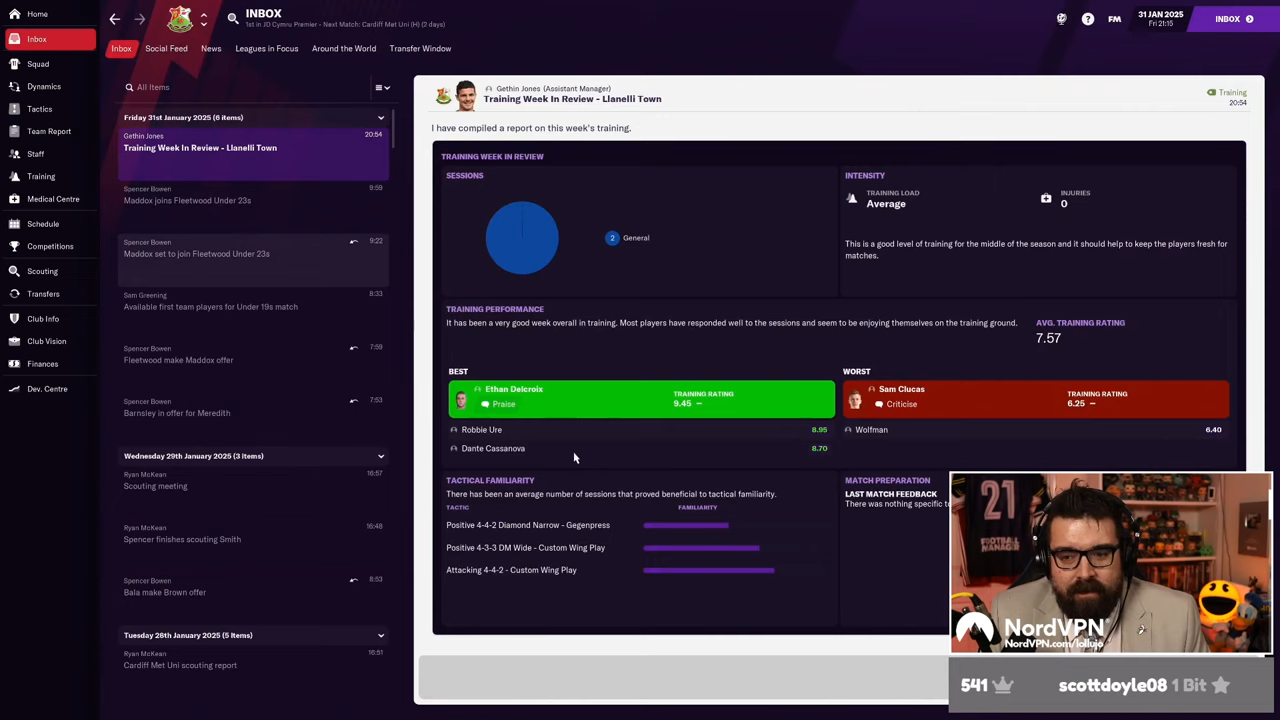 Home
INBOX
1st in JD Cymru Premier - Next Match: Cardiff Met Uni (H) (2 days)
FM
31 JAN 2025
Fri 21:15
INBOX
Inbox
Inbox
Social Feed
News
Leagues in Focus
Around the World
Transfer Window
Squad
Dynamics
Tactics
Team Report
Staff
Training
Medical Centre
Schedule
Competitions
Scouting
Transfers
Club Info
Club Vision
Finances
Dev. Centre
All Items
Friday 31st January 2025 (6 items)
Gethin Jones
20:54
Training Week In Review - Llanelli Town
Spencer Bowen
9:59
Maddox joins Fleetwood Under 23s
Spencer Bowen
9:22
Maddox set to join Fleetwood Under 23s
Sam Greening
8:33
Available first team players for Under 19s match
Spencer Bowen
7:59
Fleetwood make Maddox offer
Spencer Bowen
7:53
Barnsley in offer for Meredith
Wednesday 29th January 2025 (3 items)
Ryan McKean
16:57
Scouting meeting
Ryan McKean
16:48
Spencer finishes scouting Smith
Spencer Bowen
8:53
Bala make Brown offer
Tuesday 28th January 2025 (5 Items)
Ryan McKean
16:51
Cardiff Met Uni scouting report
Gethin Jones (Assistant Manager)
Training Week In Review - Llanelli Town
Training
20:54
I have compiled a report on this week's training.
TRAINING WEEK IN REVIEW
SESSIONS
2 General
INTENSITY
TRAINING LOAD
Average
INJURIES
0
This is a good level of training for the middle of the season and it should help to keep the players fresh for
matches.
TRAINING PERFORMANCE
It has been a very good week overall in training. Most players have responded well to the sessions and seem to be enjoying themselves on the training ground.
AVG. TRAINING RATING
7.57
BEST
Ethan Delcroix
Praise
TRAINING RATING
9.45 –
Robbie Ure
8.95
Dante Cassanova
8.70
WORST
Sam Clucas
Criticise
TRAINING RATING
6.25 –
Wolfman
6.40
TACTICAL FAMILIARITY
There has been an average number of sessions that proved beneficial to tactical familiarity.
TACTIC
FAMILIARITY
Positive 4-4-2 Diamond Narrow - Gegenpress
Positive 4-3-3 DM Wide - Custom Wing Play
Attacking 4-4-2 - Custom Wing Play
MATCH PREPARATION
LAST MATCH FEEDBACK
There was nothing specific to
21
FOOTBALL
MANAGER
NordVPN®
NordVPN.com/lollujo
541
scottdoyle08 1 Bit